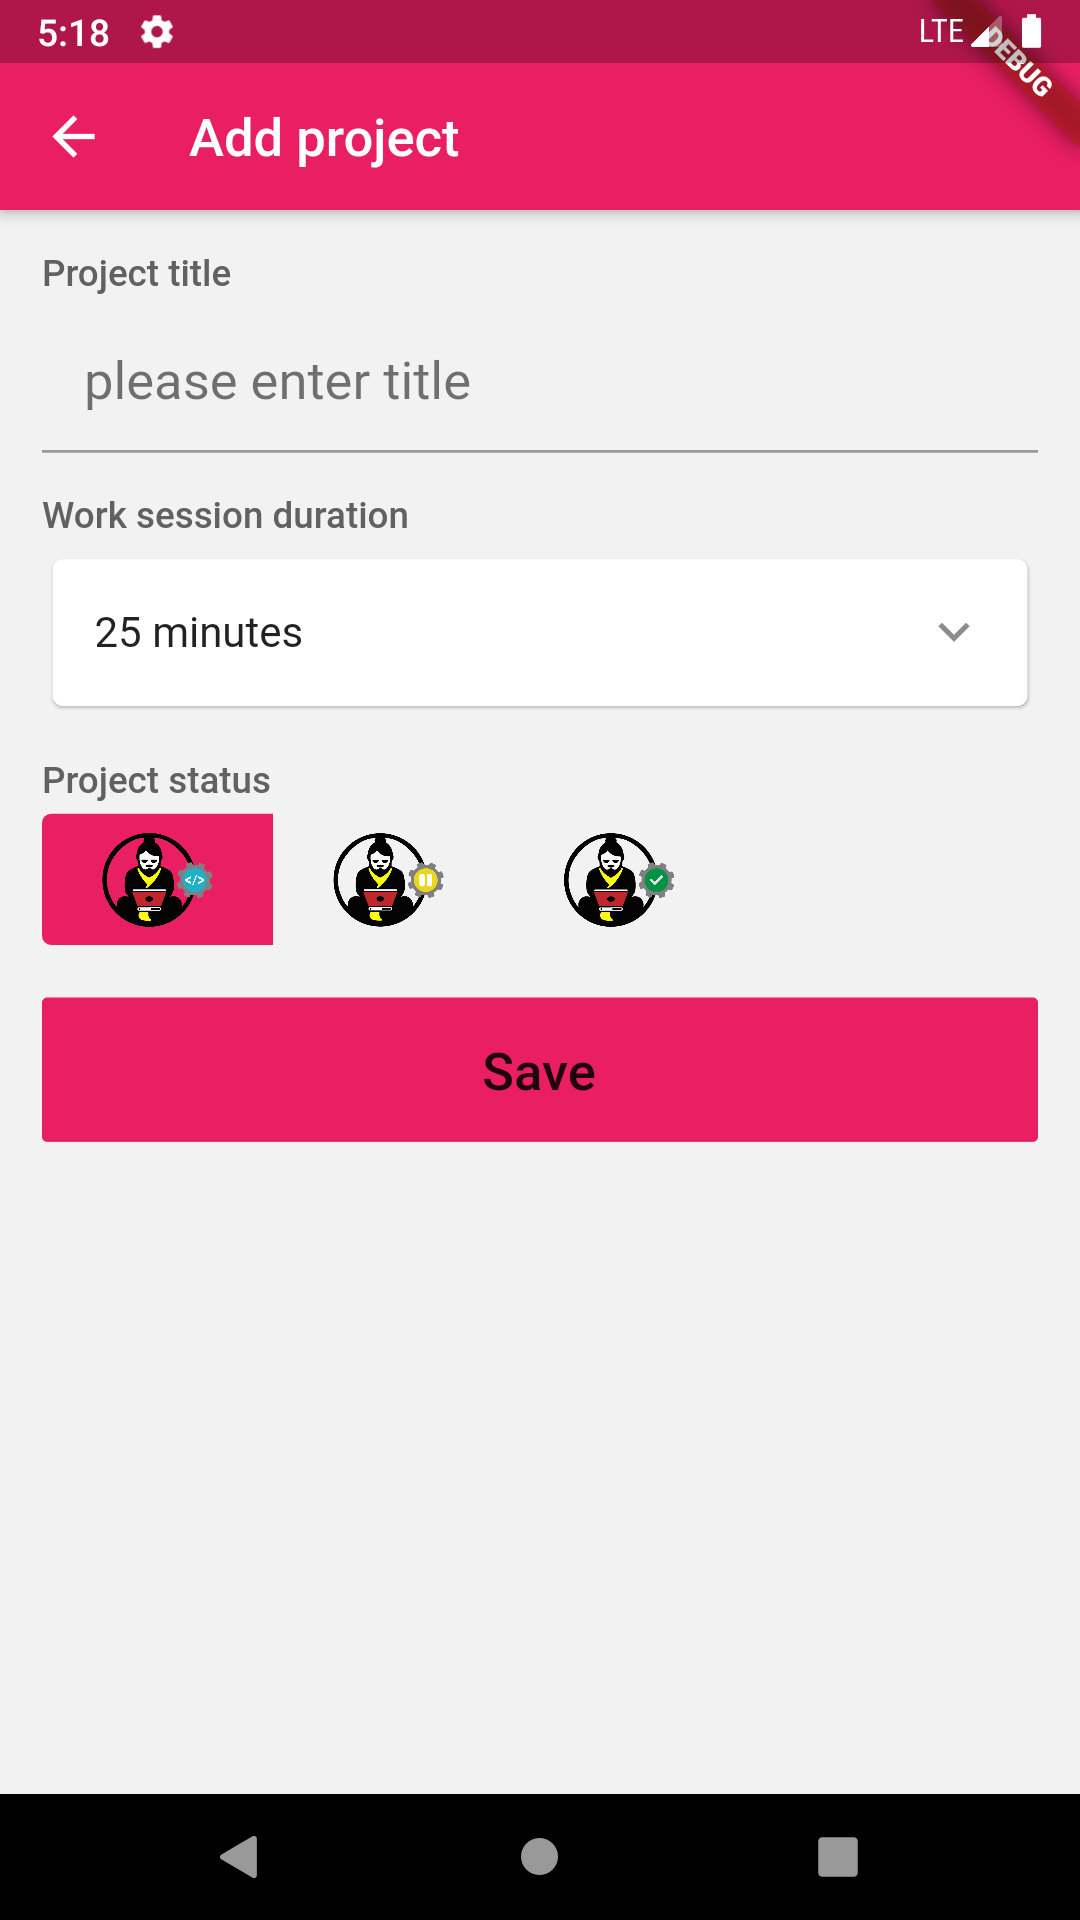 5:18
LTE
DEBUG
Add project
Project title
please enter title
Work session duration
25 minutes
Project status
</>
Save